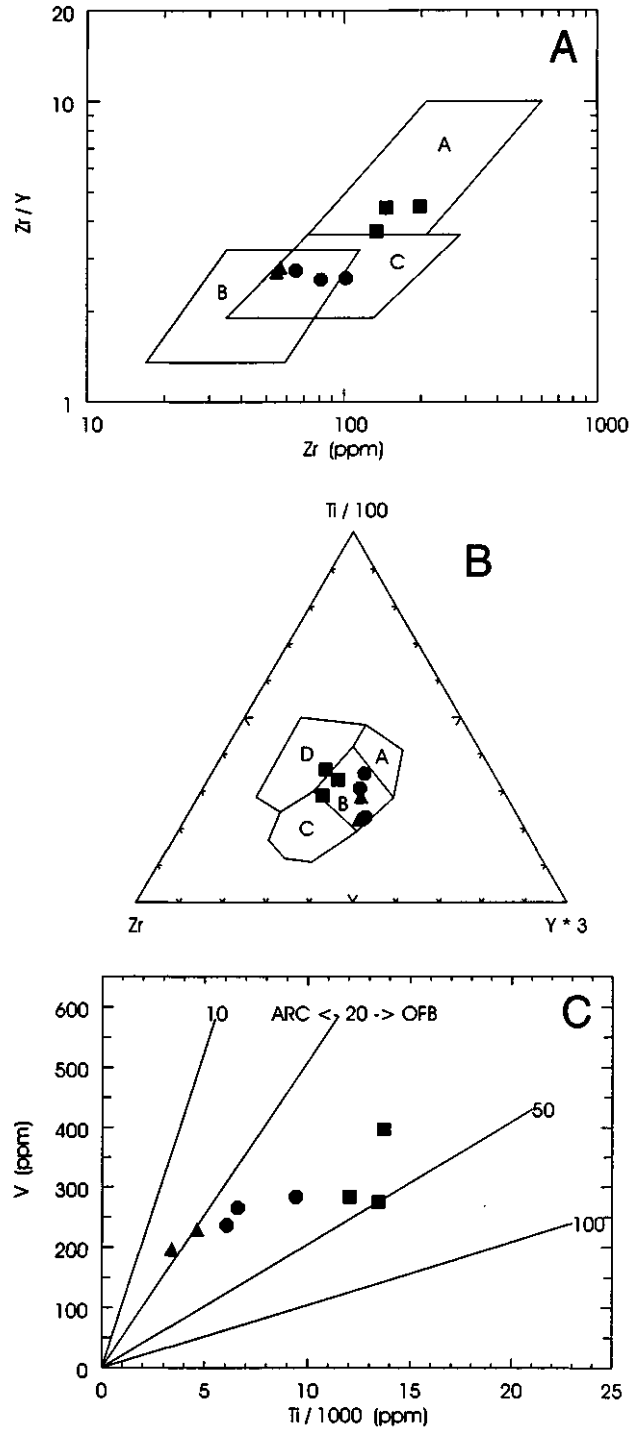 20
A
10
A
Zr / Y
C
B
1
10
100
1000
Zr (ppm)
Ti / 100
B
D
A
B
C
Zr
Y * 3
600
10
ARC <- 20 -> OFB
C
500
50
400
V (ppm)
300
200
100
100
0
0
5
10
15
20
25
Ti / 1000 (ppm)